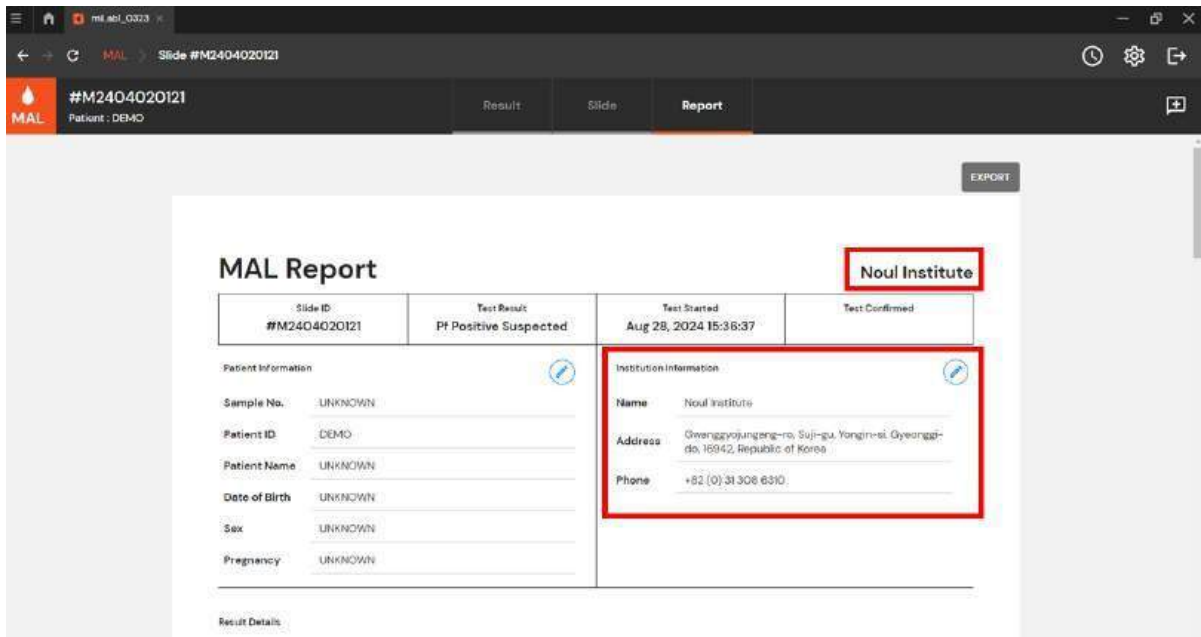 miLabl_0323
MAL > Slide #M2404020121
MAL
#M2404020121
Patient : DEMO
Result
Slide
Report
EXPORT
MAL Report
Noul Institute
Slide ID
#M2404020121
Test Result
Pf Positive Suspected
Test Started
Aug 28, 2024 15:36:37
Test Confirmed
Patient Information
Sample No. UNKNOWN
Patient ID DEMO
Patient Name UNKNOWN
Date of Birth UNKNOWN
Sex UNKNOWN
Pregnancy UNKNOWN
Institution Information
Name Noul Institute
Address Gwanggyojungang-ro, Suji-gu, Yongin-si, Gyeonggi-
do, 16942, Republic of Korea
Phone +82 (0) 31 308 6310
Result Details